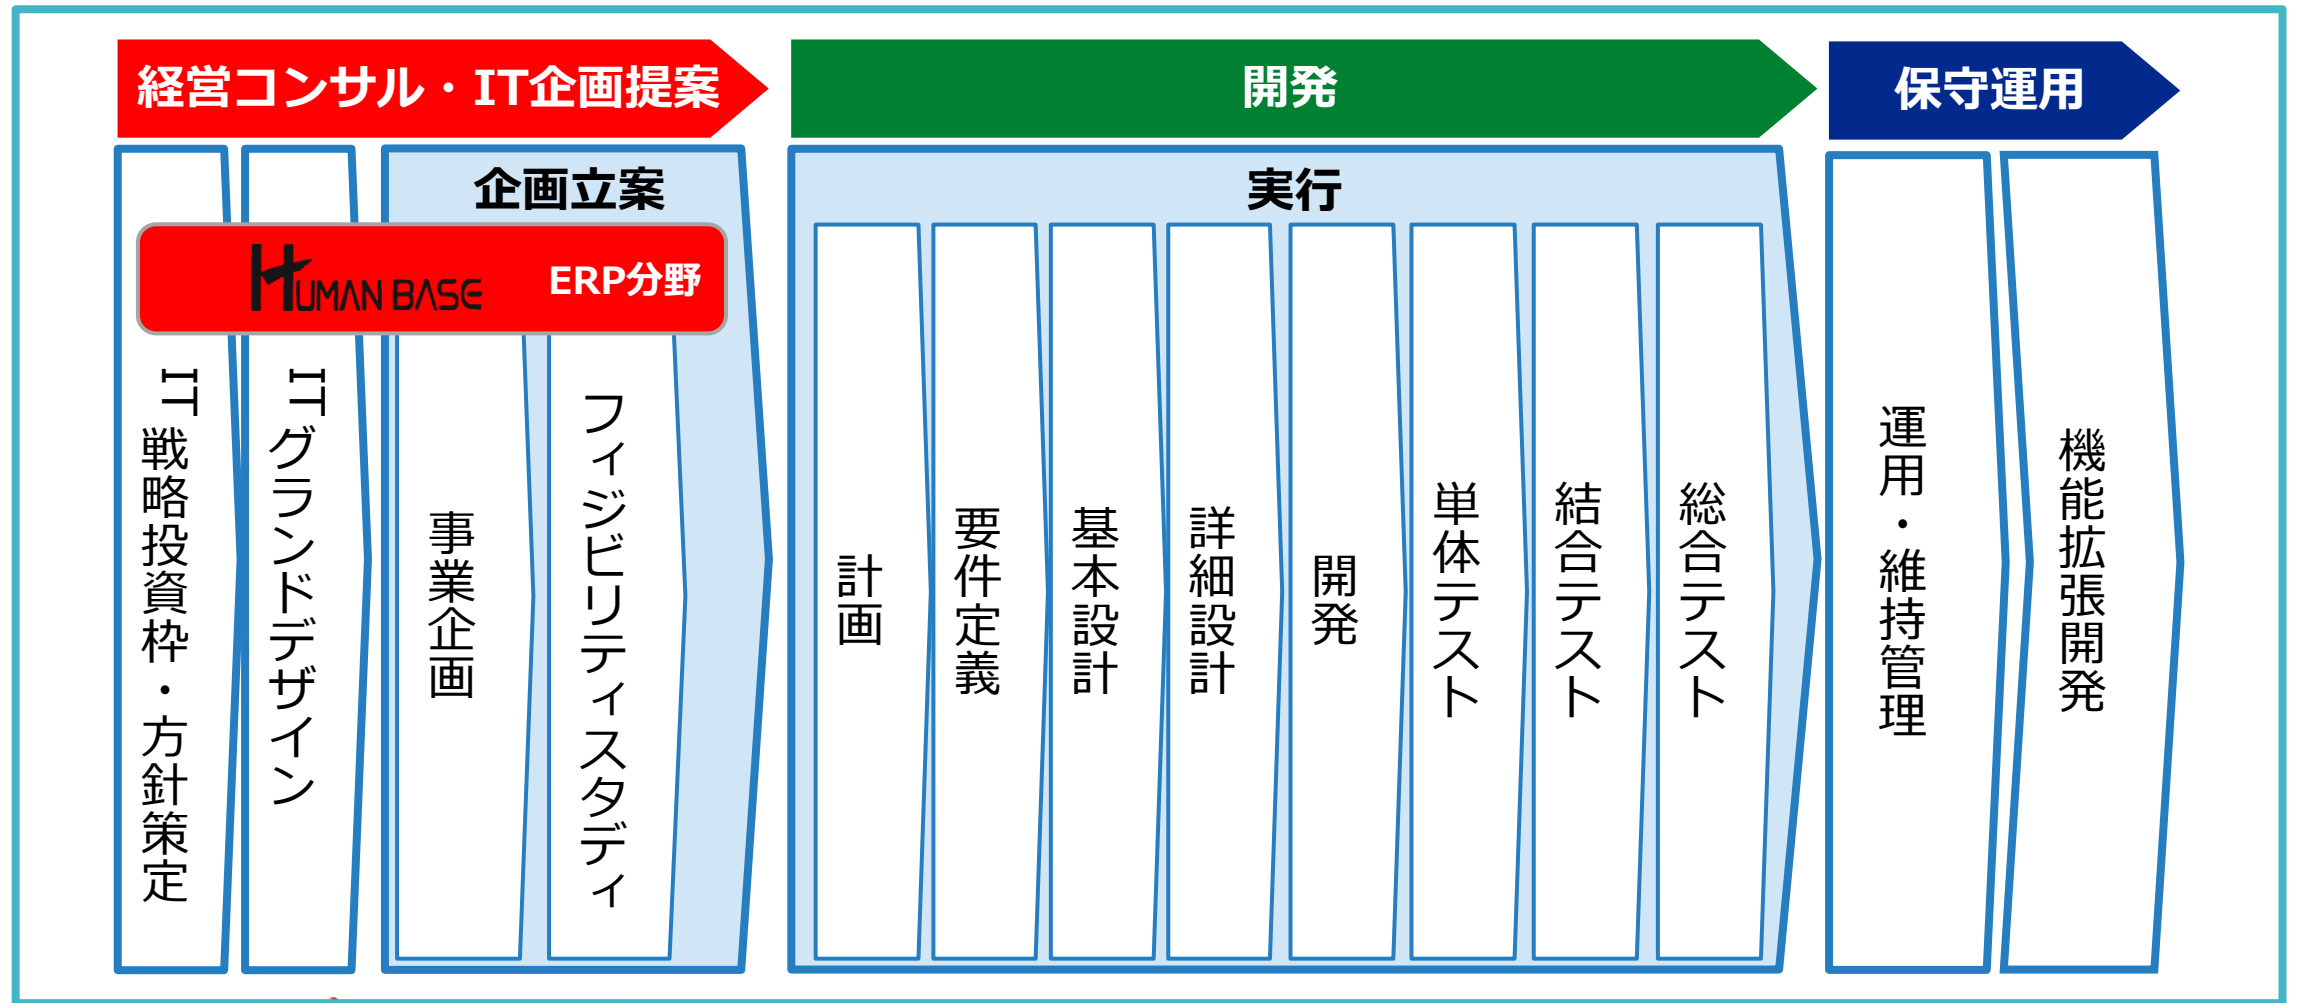 経営コンサル・IT企画提案
開発
保守運用
企画立案
実行
HUMAN BASE
ERP分野
IT戦略投資枠・方針策定
ITグランドデザイン
事業企画
フィジビリティスタディ
計画
要件定義
基本設計
詳細設計
開発
単体テスト
結合テスト
総合テスト
運用・維持管理
機能拡張開発